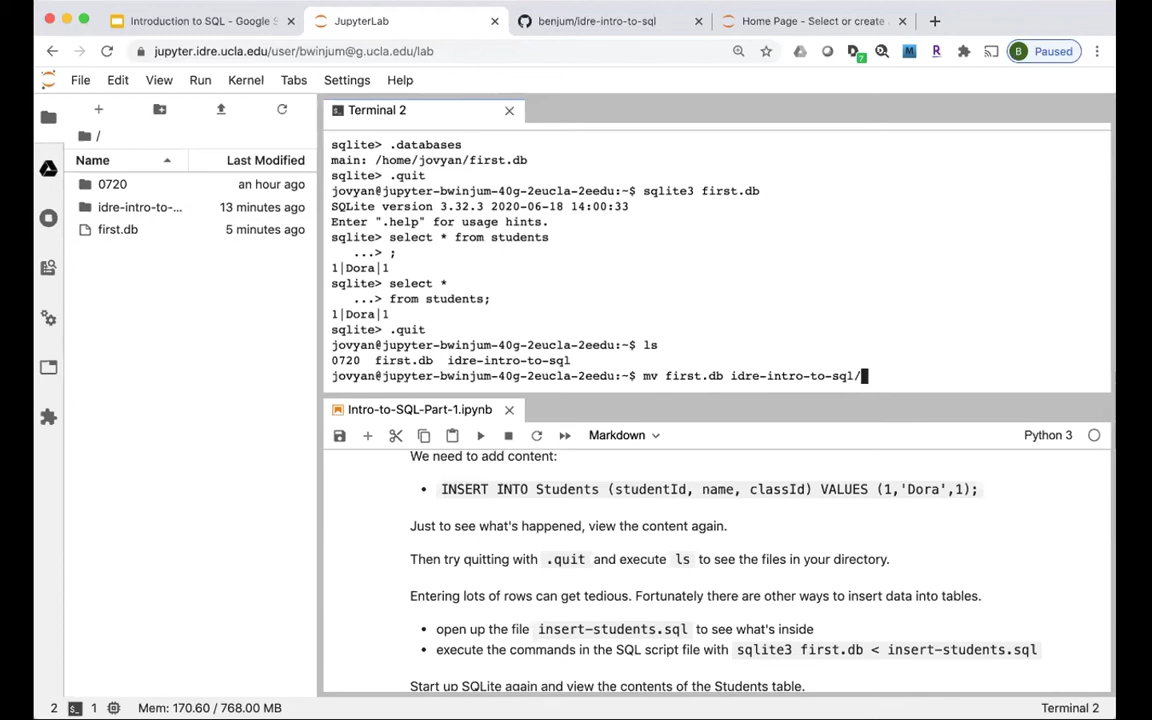 Introduction to SQL - Google S
JupyterLab
benjum/idre-intro-to-sql
Home Page - Select or create
jupyter.idre.ucla.edu/user/bwinjum@g.ucla.edu/lab
7
M
R
B
Paused
File Edit View Run Kernel Tabs Settings Help
/
Name Last Modified
0720 an hour ago
idre-intro-to-... 13 minutes ago
first.db 5 minutes ago
Terminal 2
sqlite> .databases
main: /home/jovyan/first.db
sqlite> .quit
jovyan@jupyter-bwinjum-40g-2eucla-2eedu:~$ sqlite3 first.db
SQLite version 3.32.3 2020-06-18 14:00:33
Enter ".help" for usage hints.
sqlite> select * from students
...> ;
1|Dora|1
sqlite> select *
...> from students;
1|Dora|1
sqlite> .quit
jovyan@jupyter-bwinjum-40g-2eucla-2eedu:~$ ls
0720 first.db idre-intro-to-sql
jovyan@jupyter-bwinjum-40g-2eucla-2eedu:~$ mv first.db idre-intro-to-sql/
Intro-to-SQL-Part-1.ipynb
Markdown
Python 3
We need to add content:
• INSERT INTO Students (studentId, name, classId) VALUES (1,'Dora',1);
Just to see what's happened, view the content again.
Then try quitting with .quit and execute ls to see the files in your directory.
Entering lots of rows can get tedious. Fortunately there are other ways to insert data into tables.
• open up the file insert-students.sql to see what's inside
• execute the commands in the SQL script file with sqlite3 first.db < insert-students.sql
Start up SQLite again and view the contents of the Students table.
2 1 Mem: 170.60 / 768.00 MB
Terminal 2